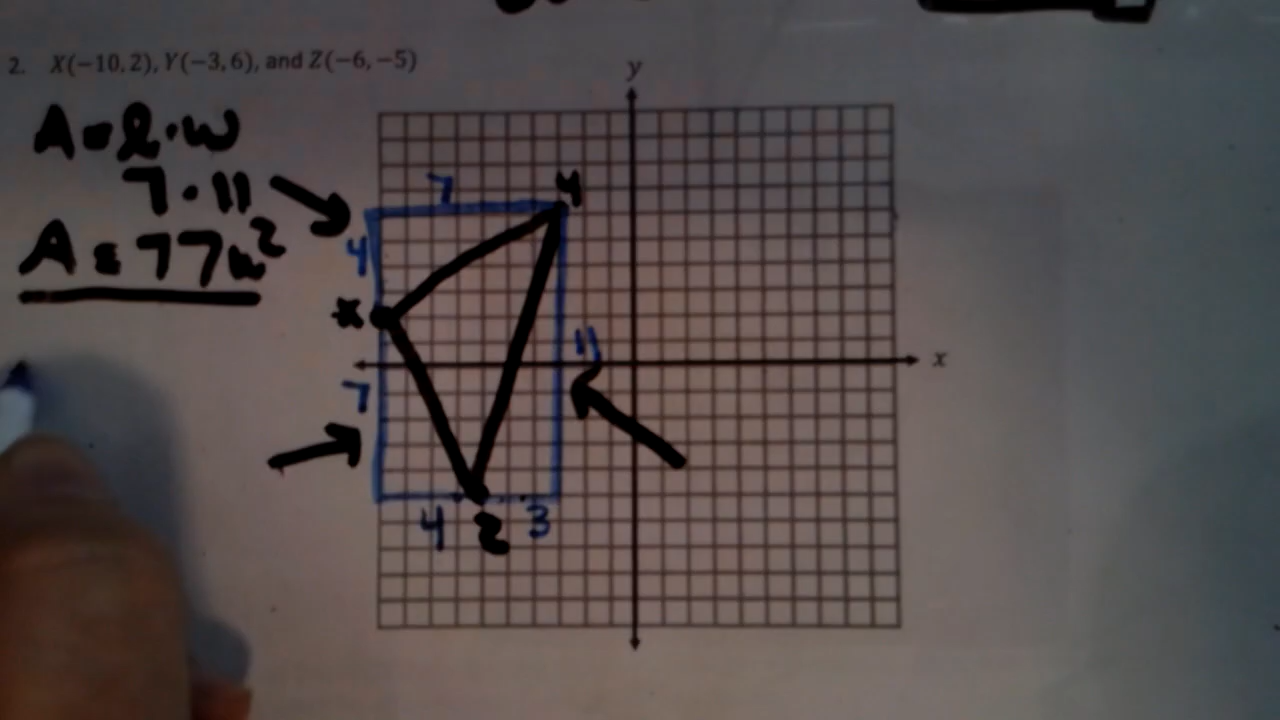 2. X(−10, 2), Y(−3, 6), and Z(−6, −5)
A = l · w
7 · 11
A = 77u²
y
7
Y
4
X
11
x
7
4
Z
3